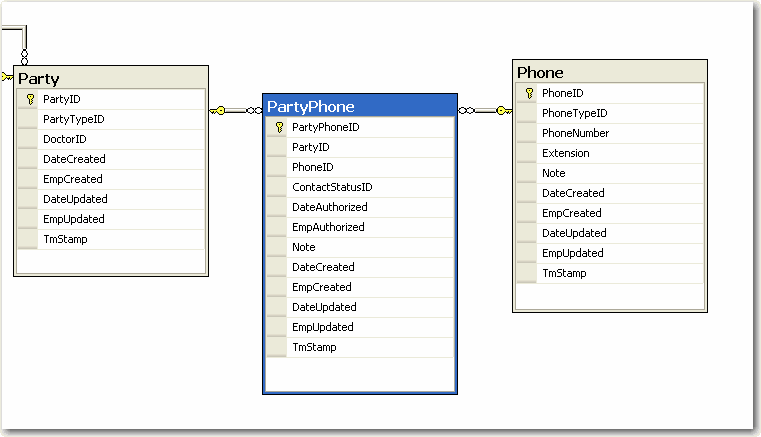 Party
PartyID
PartyTypeID
DoctorID
DateCreated
EmpCreated
DateUpdated
EmpUpdated
TmStamp
PartyPhone
PartyPhoneID
PartyID
PhoneID
ContactStatusID
DateAuthorized
EmpAuthorized
Note
DateCreated
EmpCreated
DateUpdated
EmpUpdated
TmStamp
Phone
PhoneID
PhoneTypeID
PhoneNumber
Extension
Note
DateCreated
EmpCreated
DateUpdated
EmpUpdated
TmStamp